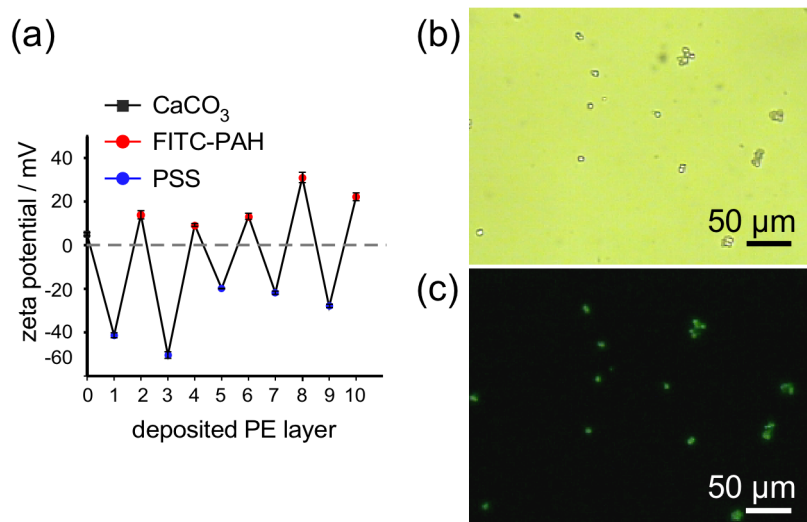 (a)
CaCO₃
FITC-PAH
PSS
zeta potential / mV
40
20
0
-20
-40
-60
0 1 2 3 4 5 6 7 8 9 10
deposited PE layer
(b)
50 µm
(c)
50 µm